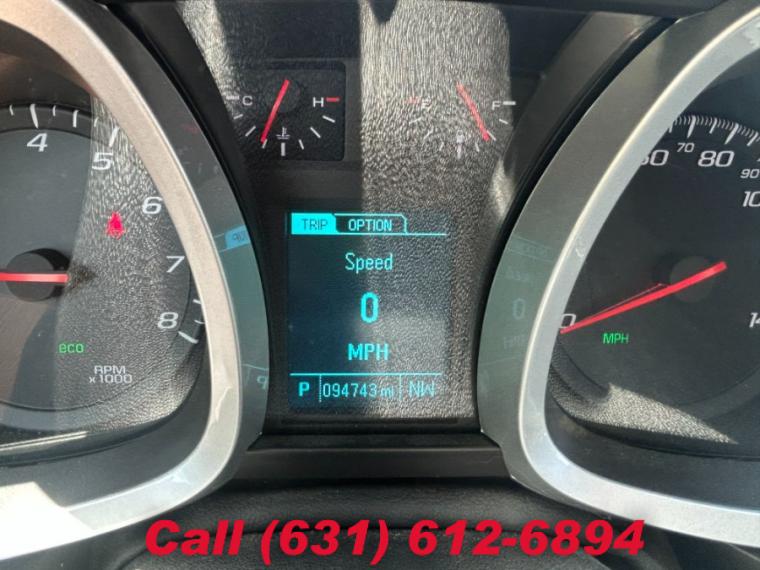 C H
E F
4 5 6 7 8
eco
RPM
x1000
TRIP OPTION
Speed
0
MPH
P 094743 mi NW
70 80 90
0
MPH
Call (631) 612-6894